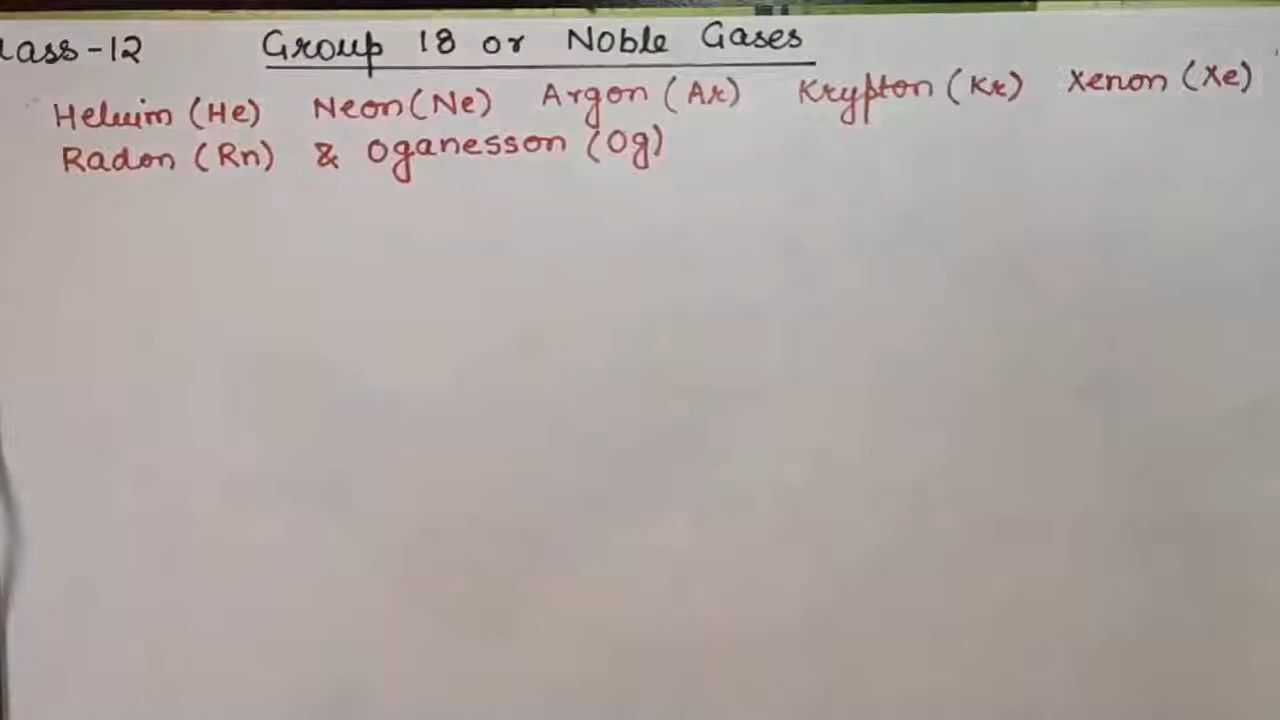 lass-12 Group 18 or Noble Gases
Heluim (He) Neon (Ne) Argon (Ar) Krypton (Kr) Xenon (Xe)
Radon (Rn) & Oganesson (Og)